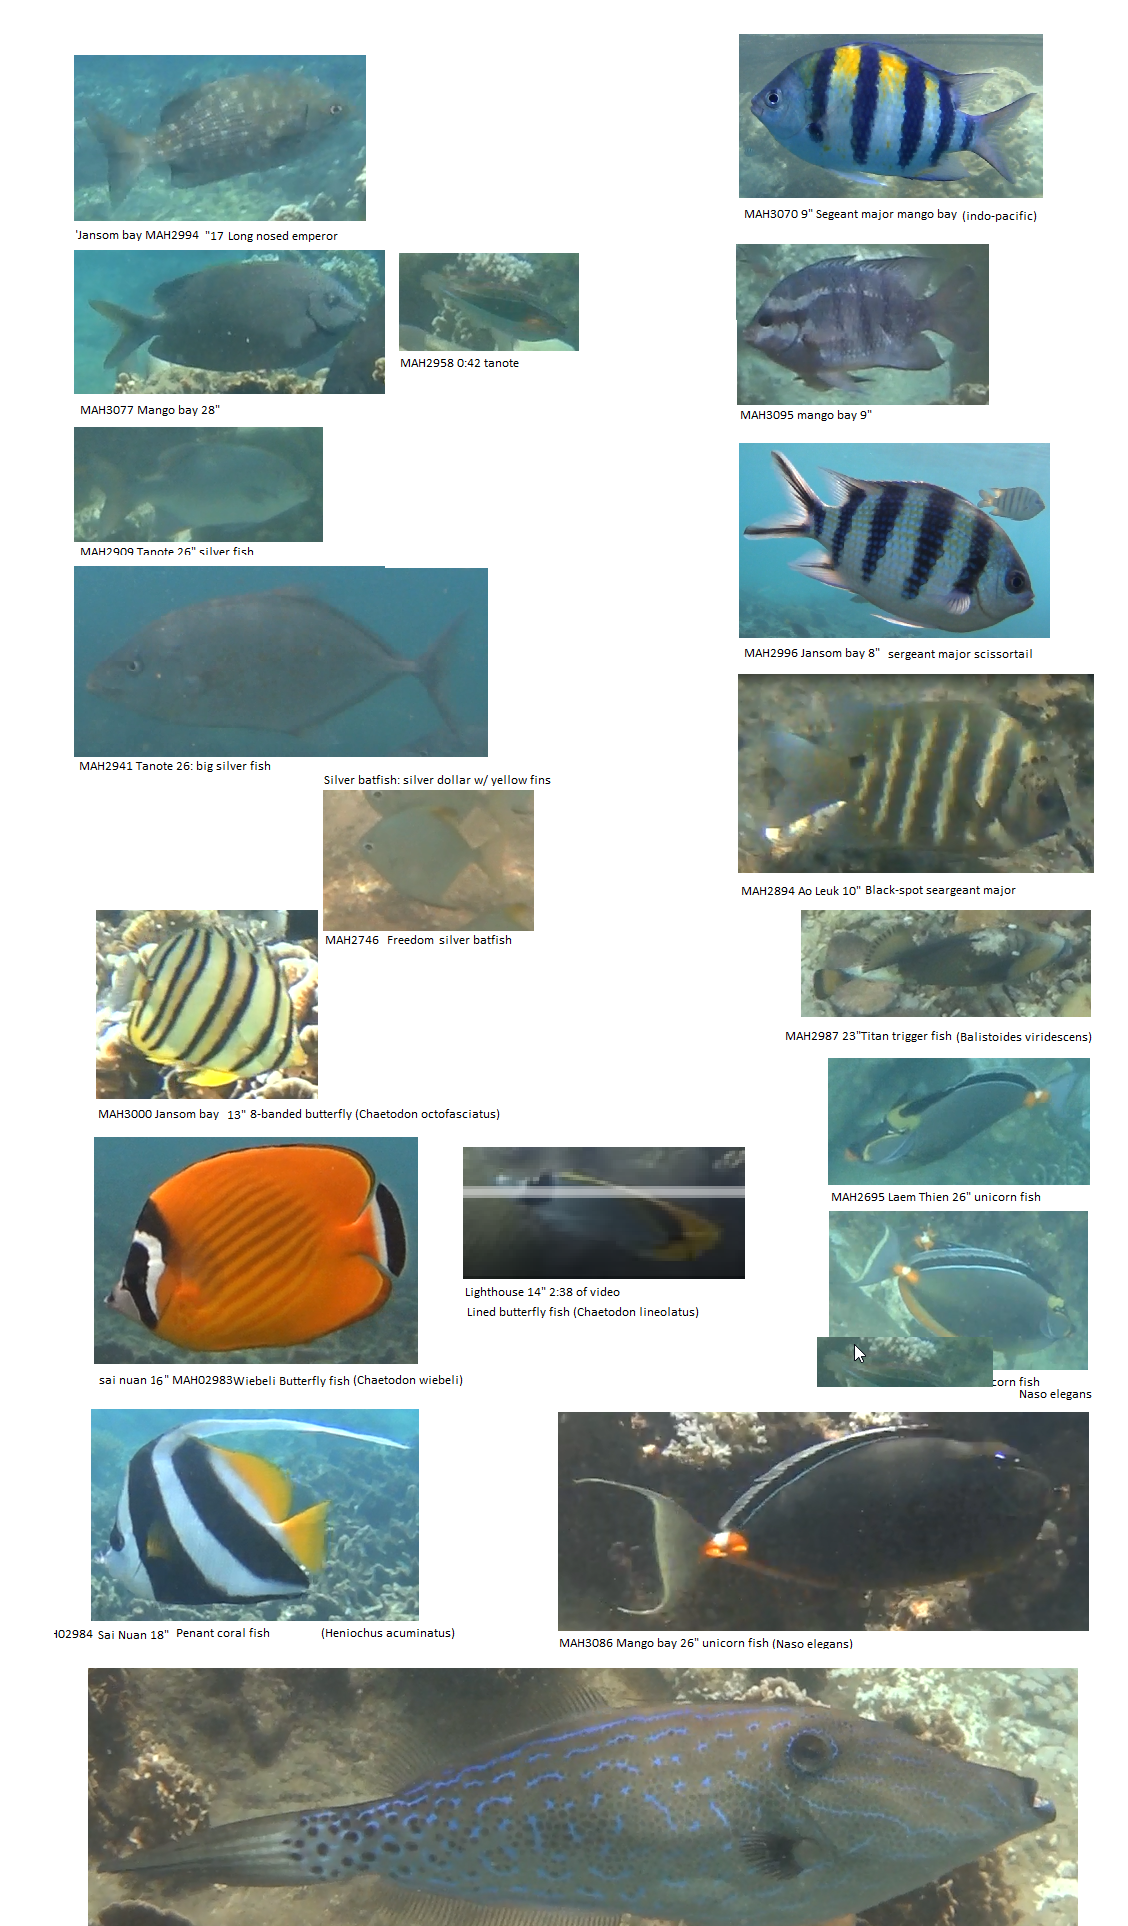 'Jansom bay MAH2994 "17 Long nosed emperor
MAH3070 9" Segeant major mango bay (indo-pacific)
MAH2958 0:42 tanote
MAH3077 Mango bay 28"
MAH3095 mango bay 9"
MAH2909 Tanote 26" silver fish
MAH2996 Jansom bay 8" sergeant major scissortail
MAH2941 Tanote 26: big silver fish
Silver batfish: silver dollar w/ yellow fins
MAH2894 Ao Leuk 10" Black-spot seargeant major
MAH2746 Freedom silver batfish
MAH2987 23"Titan trigger fish (Balistoides viridescens)
MAH3000 Jansom bay 13" 8-banded butterfly (Chaetodon octofasciatus)
MAH2695 Laem Thien 26" unicorn fish
Lighthouse 14" 2:38 of video
Lined butterfly fish (Chaetodon lineolatus)
sai nuan 16" MAH02983Wiebeli Butterfly fish (Chaetodon wiebeli)
corn fish
Naso elegans
H02984 Sai Nuan 18" Penant coral fish (Heniochus acuminatus)
MAH3086 Mango bay 26" unicorn fish (Naso elegans)